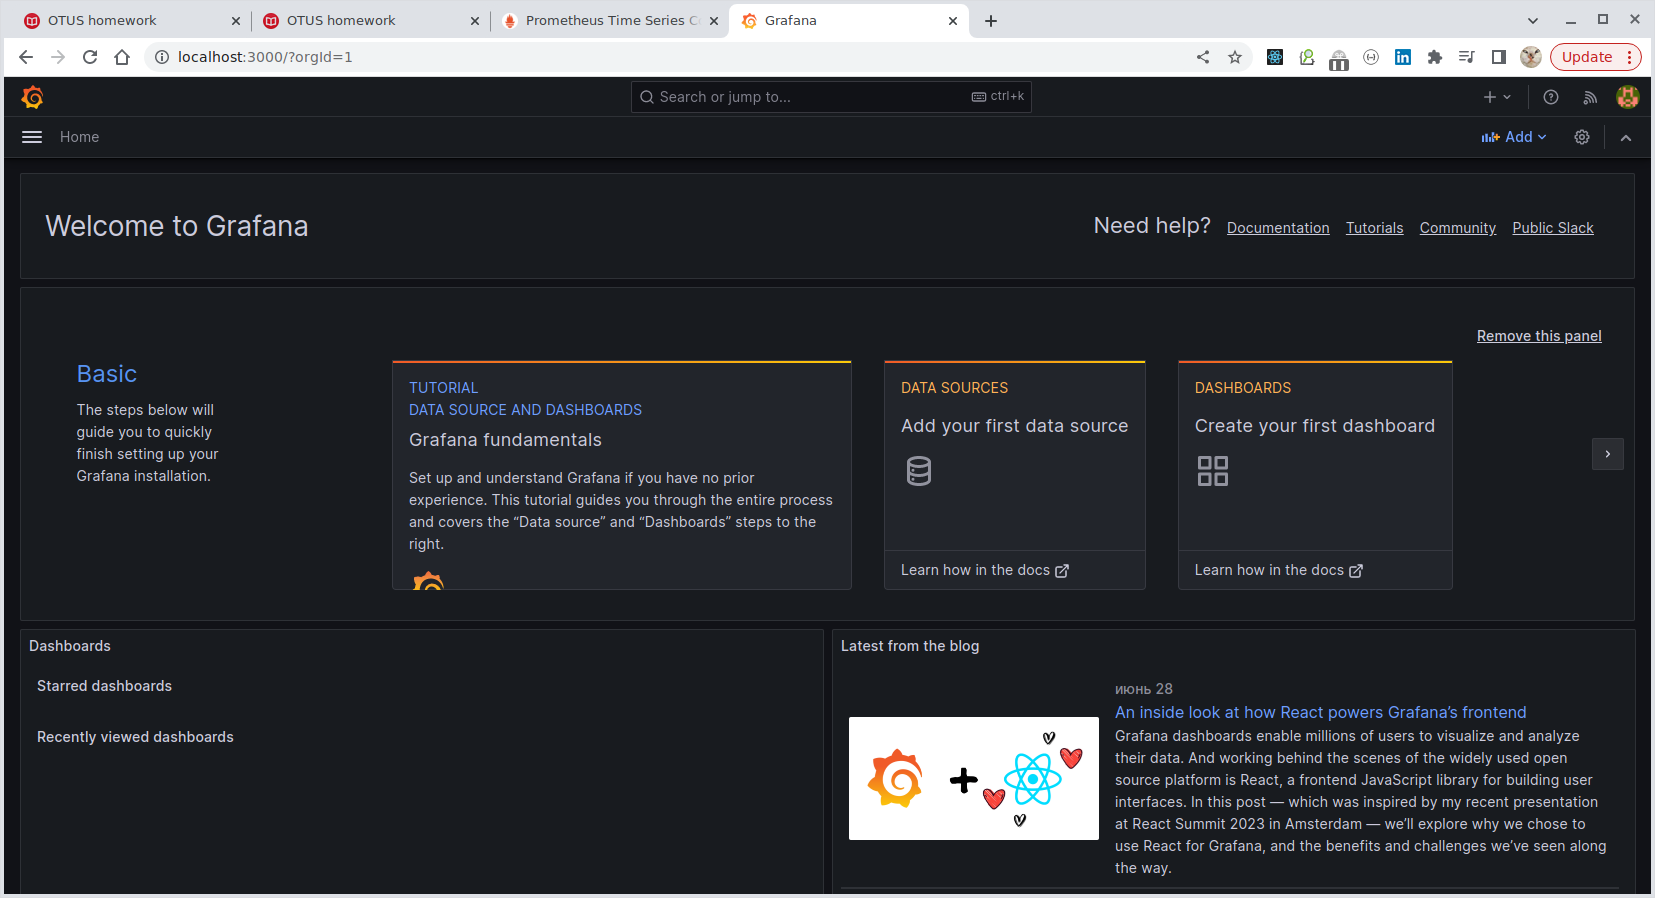 OTUS homework
OTUS homework
Prometheus Time Series Co
Grafana
localhost:3000/?orgId=1
Update
Search or jump to...
ctrl+k
Home
Add
Welcome to Grafana
Need help?
Documentation
Tutorials
Community
Public Slack
Remove this panel
Basic
The steps below will
guide you to quickly
finish setting up your
Grafana installation.
TUTORIAL
DATA SOURCE AND DASHBOARDS
Grafana fundamentals
Set up and understand Grafana if you have no prior
experience. This tutorial guides you through the entire process
and covers the “Data source” and “Dashboards” steps to the
right.
DATA SOURCES
Add your first data source
Learn how in the docs
DASHBOARDS
Create your first dashboard
Learn how in the docs
Dashboards
Starred dashboards
Recently viewed dashboards
Latest from the blog
июнь 28
An inside look at how React powers Grafana’s frontend
Grafana dashboards enable millions of users to visualize and analyze
their data. And working behind the scenes of the widely used open
source platform is React, a frontend JavaScript library for building user
interfaces. In this post — which was inspired by my recent presentation
at React Summit 2023 in Amsterdam — we’ll explore why we chose to
use React for Grafana, and the benefits and challenges we’ve seen along
the way.